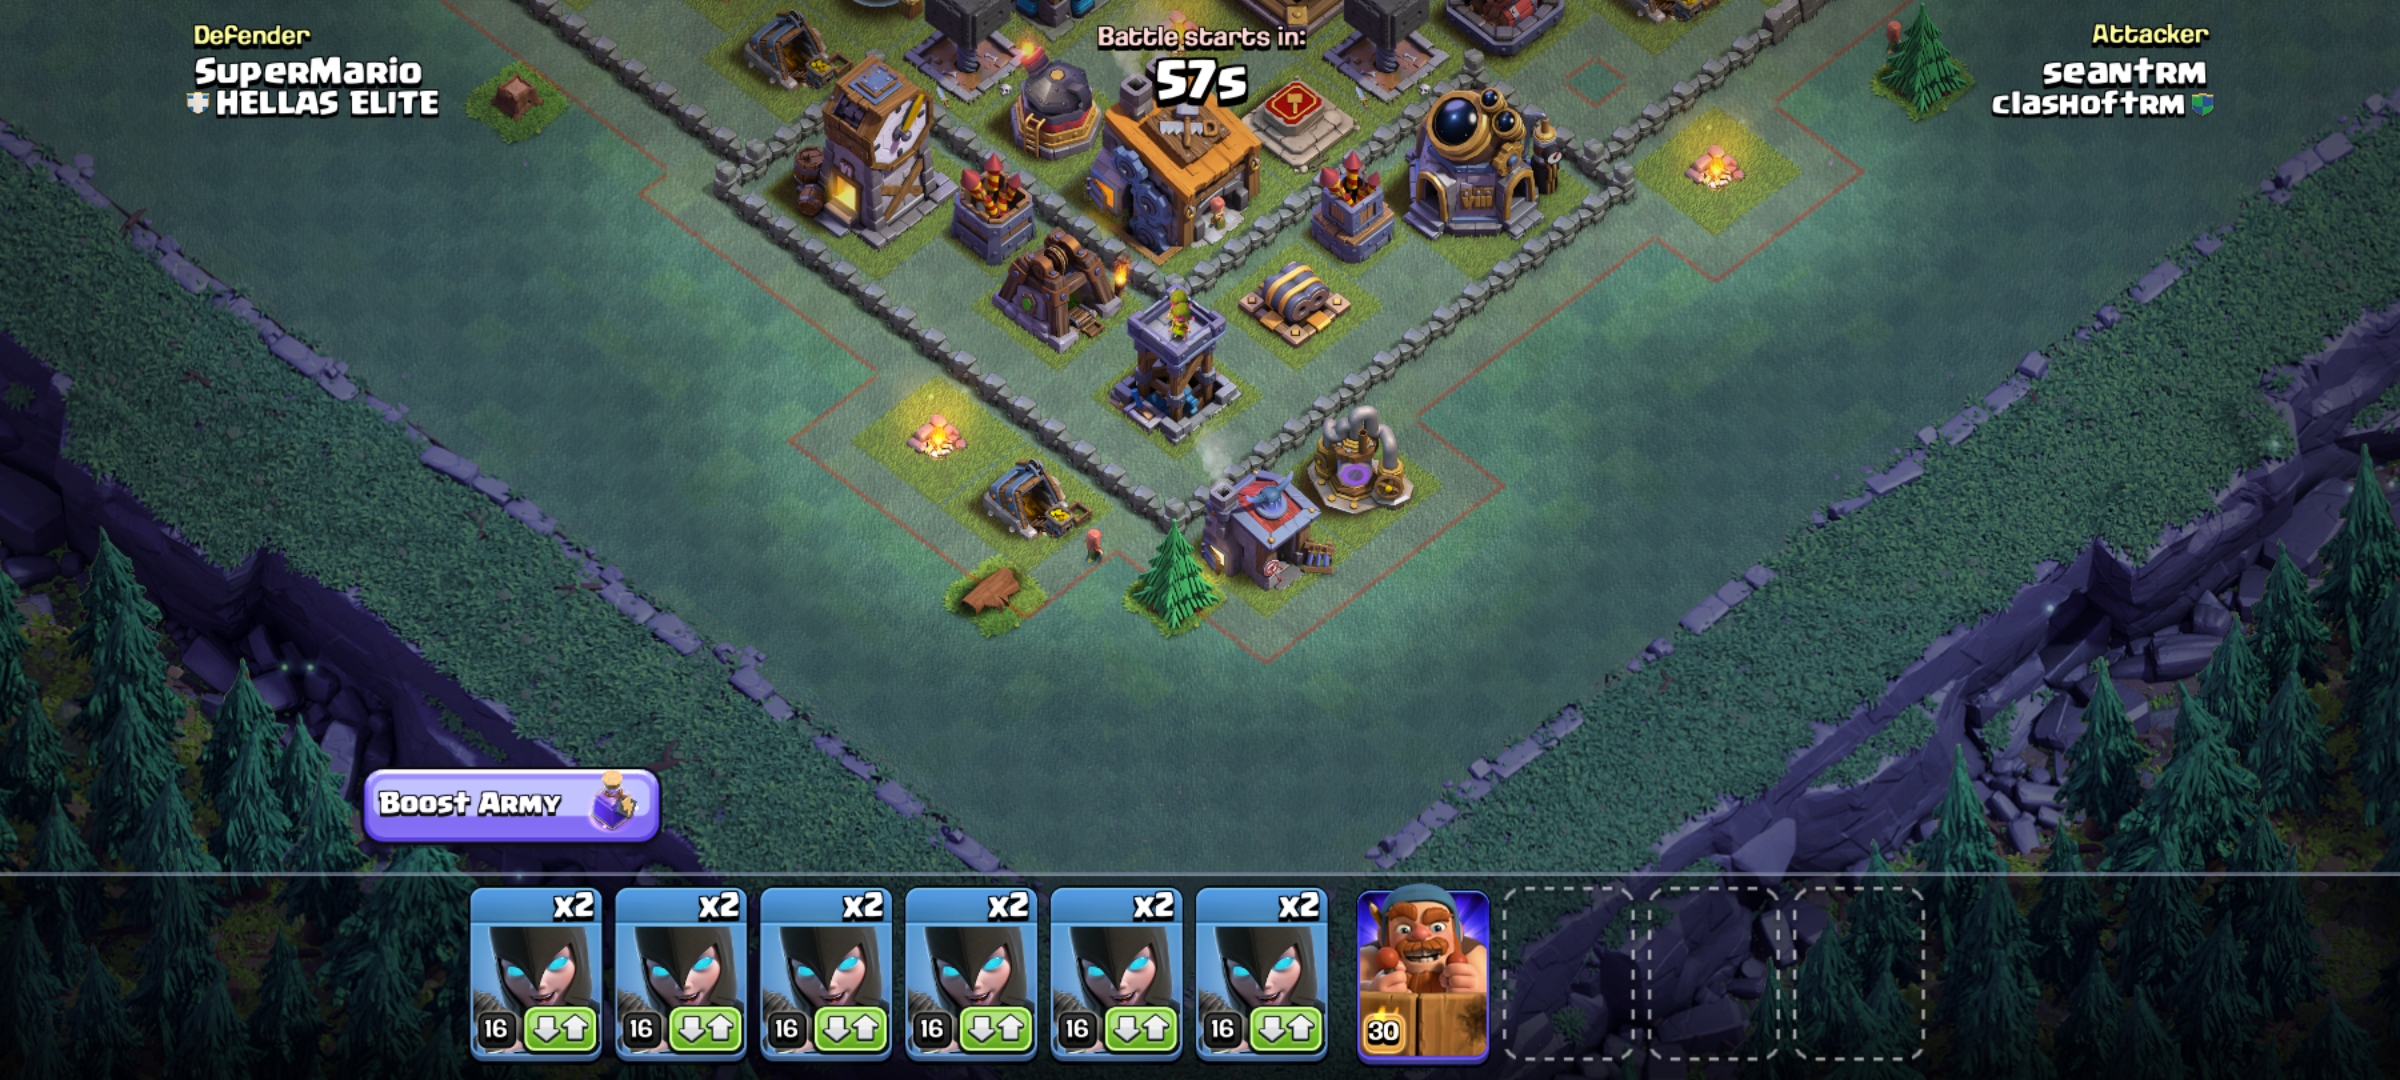 Defender
SuperMario
HELLAS ELITE
Battle starts in:
57s
Attacker
seantRM
clashoftRM
VIII
Boost Army
x2 x2 x2 x2 x2 x2
16 16 16 16 16 16 30